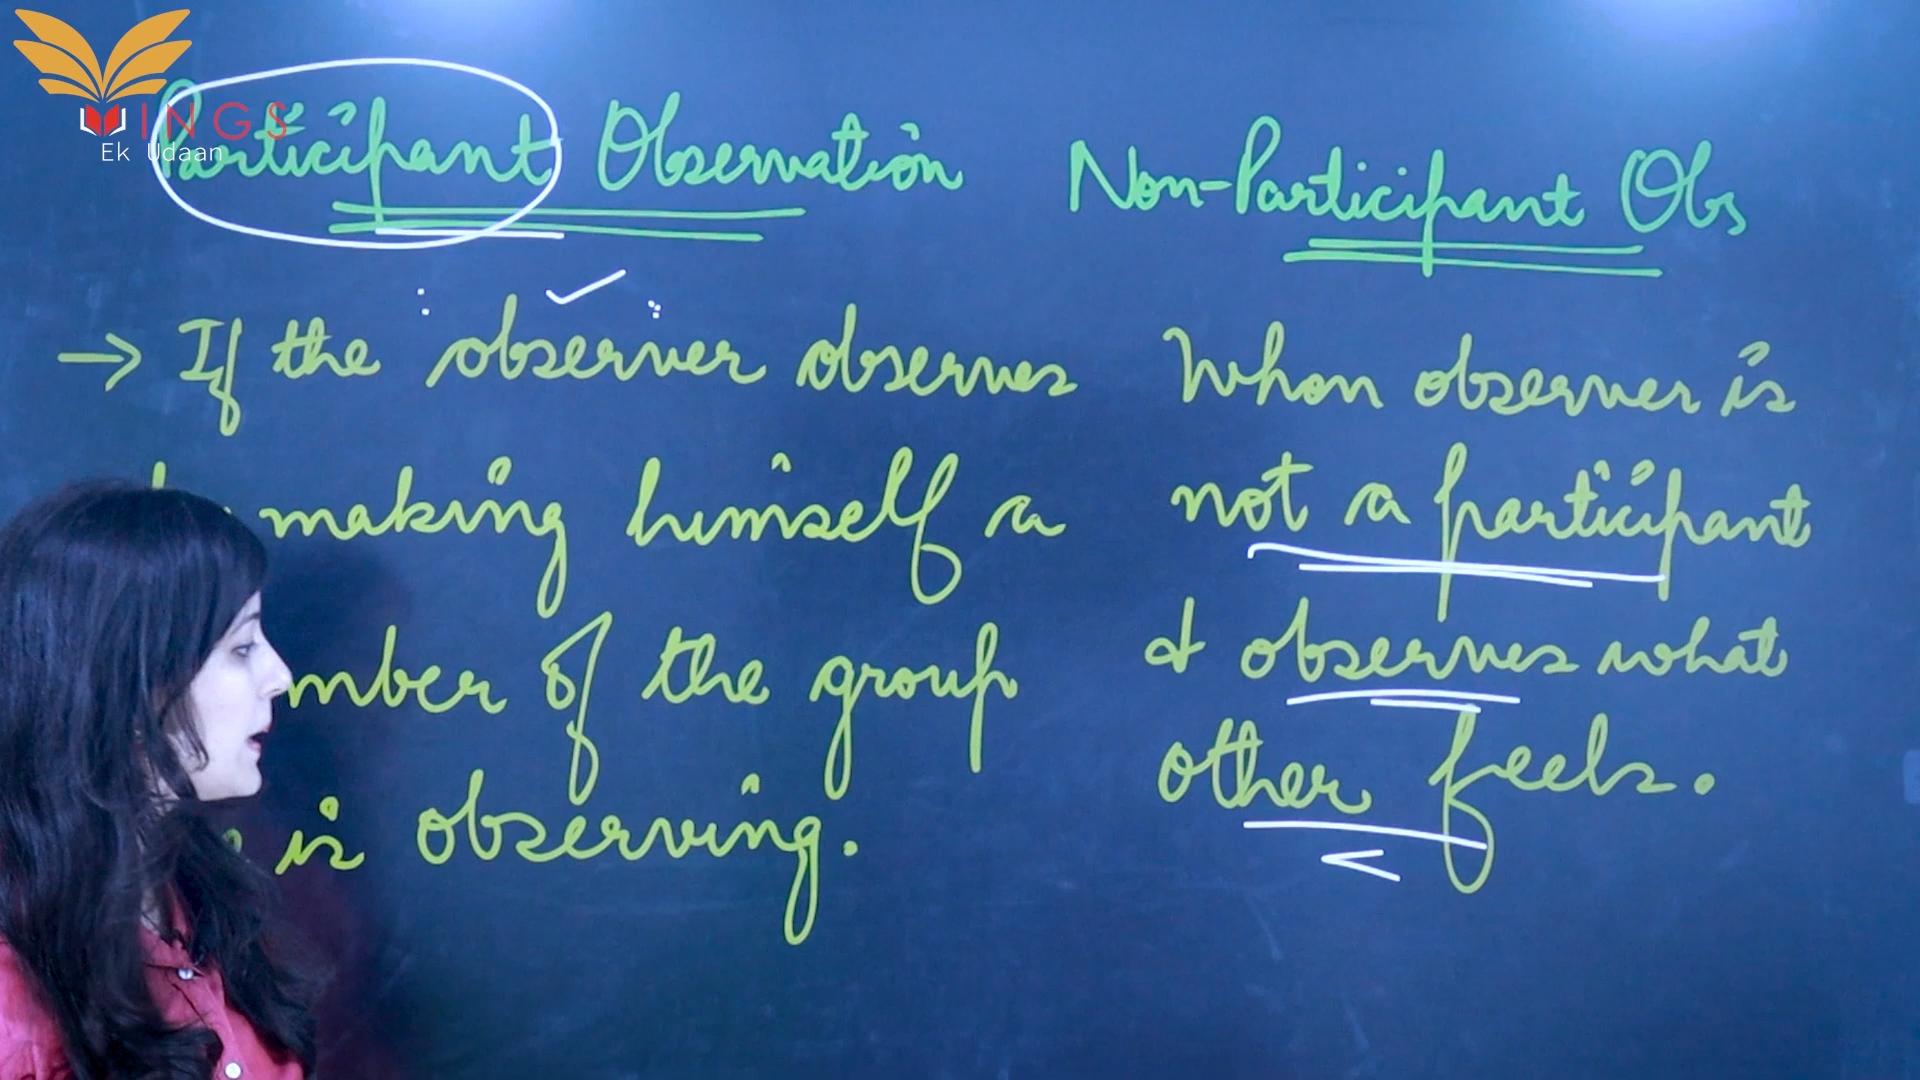 WINGS
Ek Udaan
Participant Observation
→ If the observer observes
making himself a
mber of the group
is observing.
Non-Participant Obs
When observer is
not a participant
& observes what
other feels.